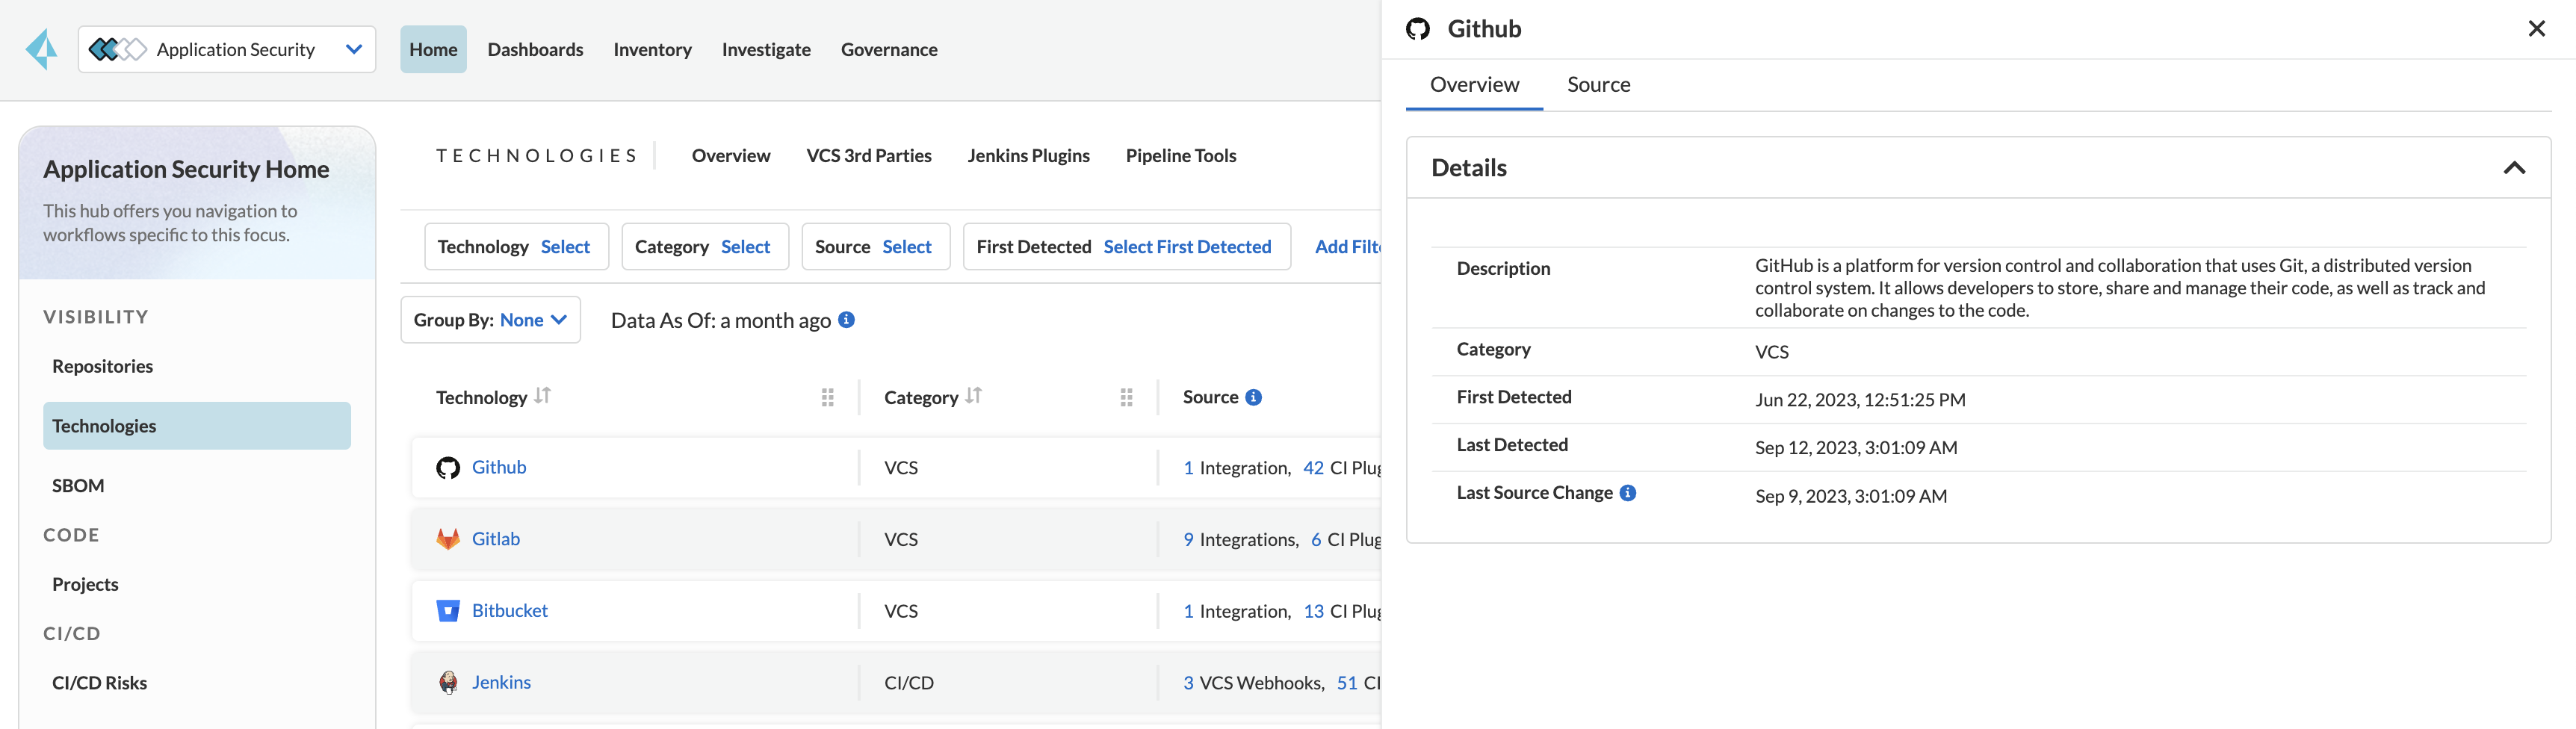 Application Security
Home Dashboards Inventory Investigate Governance
Application Security Home
This hub offers you navigation to
workflows specific to this focus.
VISIBILITY
Repositories
Technologies
SBOM
CODE
Projects
CI/CD
CI/CD Risks
TECHNOLOGIES Overview VCS 3rd Parties Jenkins Plugins Pipeline Tools
Technology Select Category Select Source Select First Detected Select First Detected Add
Group By: None Data As Of: a month ago
Technology Category Source
Github VCS 1 Integration, 42 CI
Gitlab VCS 9 Integrations, 6 CI
Bitbucket VCS 1 Integration, 13 CI
Jenkins CI/CD 3 VCS Webhooks, 51 CI
Github
Overview Source
Details
Description GitHub is a platform for version control and collaboration that uses Git, a distributed version
control system. It allows developers to store, share and manage their code, as well as track and
collaborate on changes to the code.
Category VCS
First Detected Jun 22, 2023, 12:51:25 PM
Last Detected Sep 12, 2023, 3:01:09 AM
Last Source Change Sep 9, 2023, 3:01:09 AM